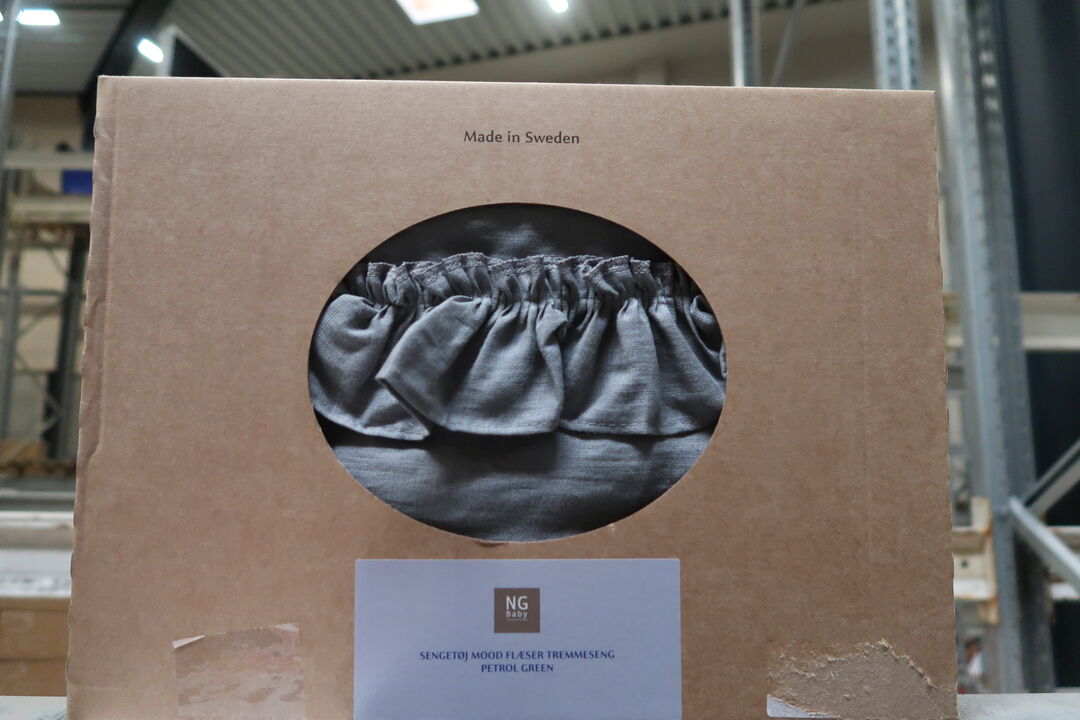 Made in Sweden
NG
Baby
SENGETØJ MOOD FLÆSER TREMMESENG
PETROL GREEN